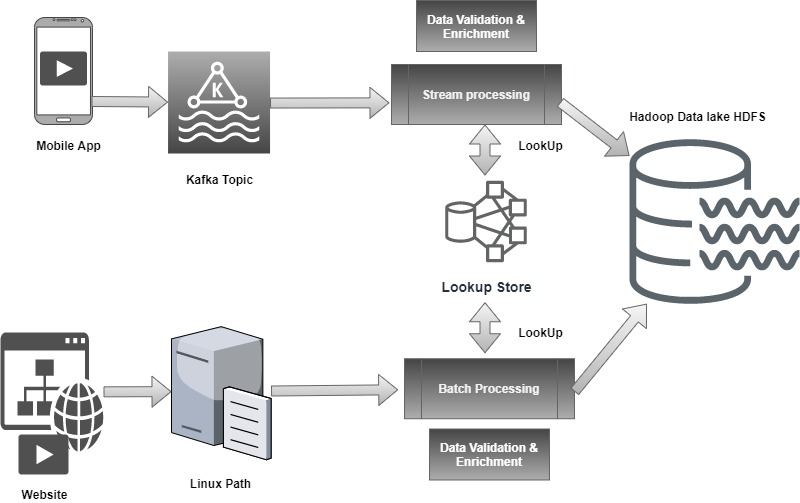 Data Validation &
Enrichment
Stream processing
Hadoop Data lake HDFS
LookUp
Mobile App
K
Kafka Topic
Lookup Store
LookUp
Batch Processing
Data Validation &
Enrichment
Linux Path
Website